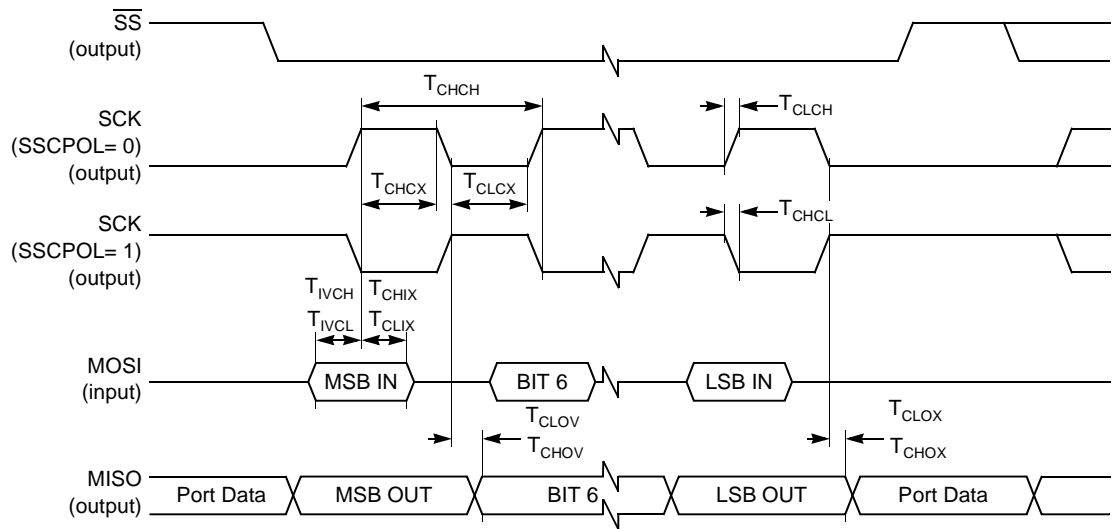 SS
(output)
T_CHCH
T_CLCH
SCK
(SSCPOL= 0)
(output)
T_CHCX
T_CLCX
T_CHCL
SCK
(SSCPOL= 1)
(output)
T_IVCH
T_CHIX
T_IVCL
T_CLIX
MOSI
(input)
MSB IN
BIT 6
LSB IN
T_CLOV
T_CHOV
T_CLOX
T_CHOX
MISO
(output)
Port Data
MSB OUT
BIT 6
LSB OUT
Port Data